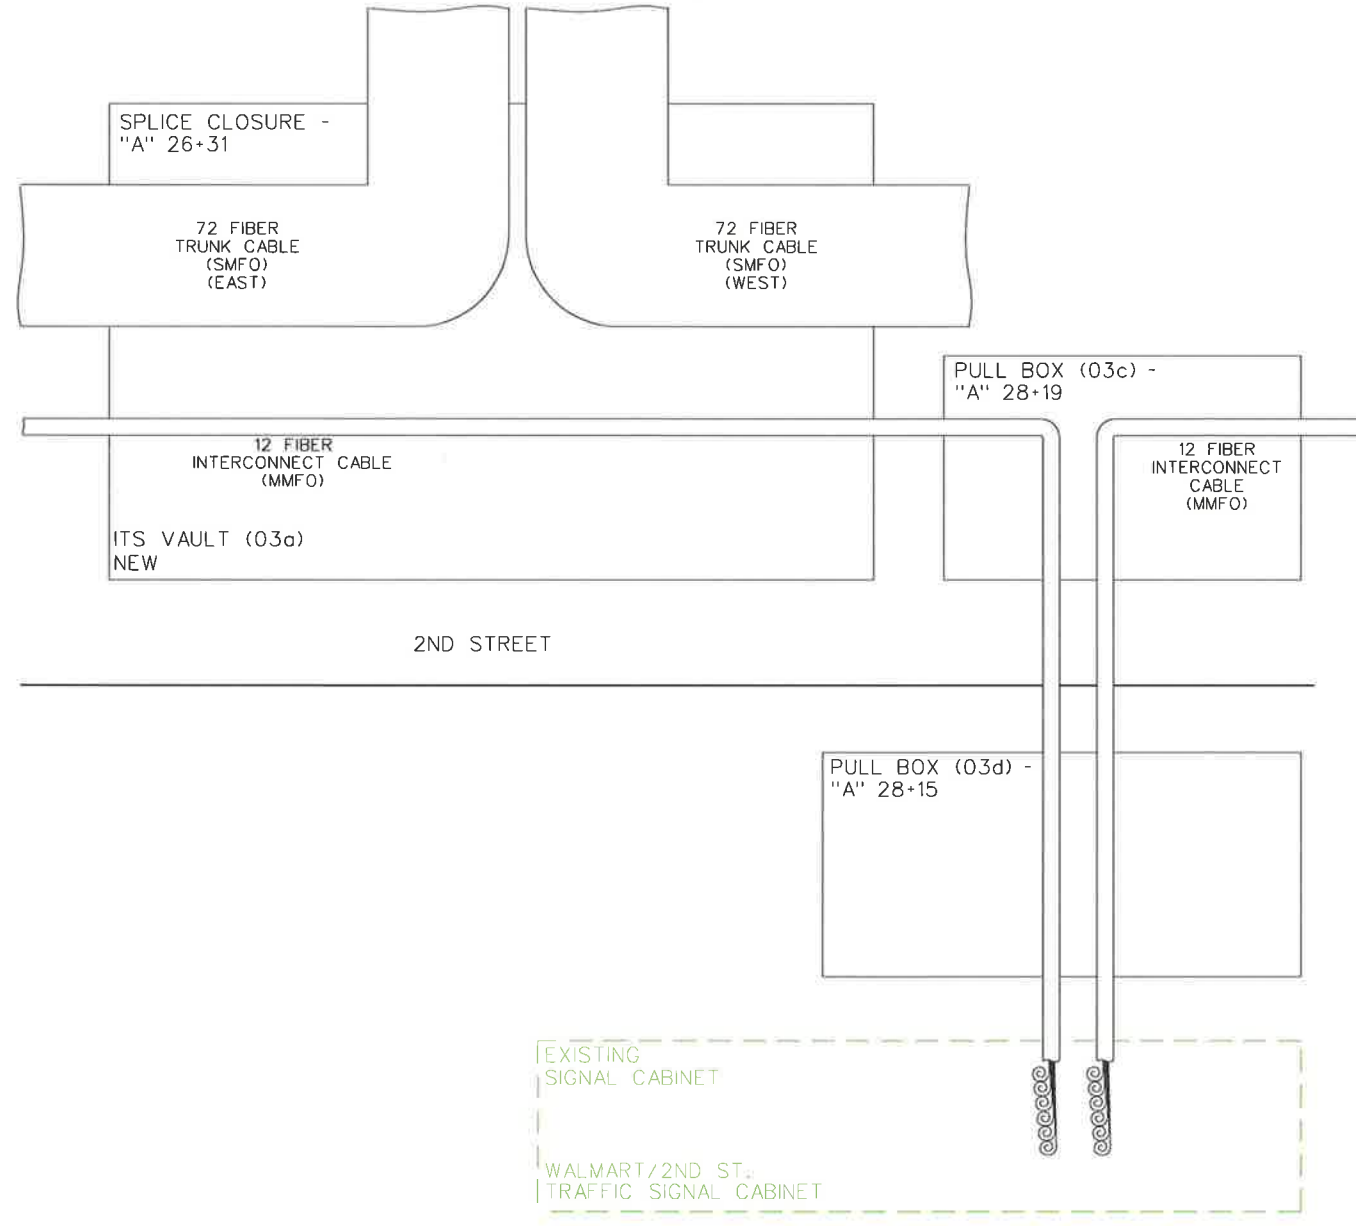 SPLICE CLOSURE -
"A" 26+31
72 FIBER
TRUNK CABLE
(SMFO)
(EAST)
72 FIBER
TRUNK CABLE
(SMFO)
(WEST)
PULL BOX (03c) -
"A" 28+19
12 FIBER
INTERCONNECT CABLE
(MMFO)
12 FIBER
INTERCONNECT
CABLE
(MMFO)
ITS VAULT (03a)
NEW
2ND STREET
PULL BOX (03d) -
"A" 28+15
EXISTING
SIGNAL CABINET
WALMART/2ND ST.
TRAFFIC SIGNAL CABINET